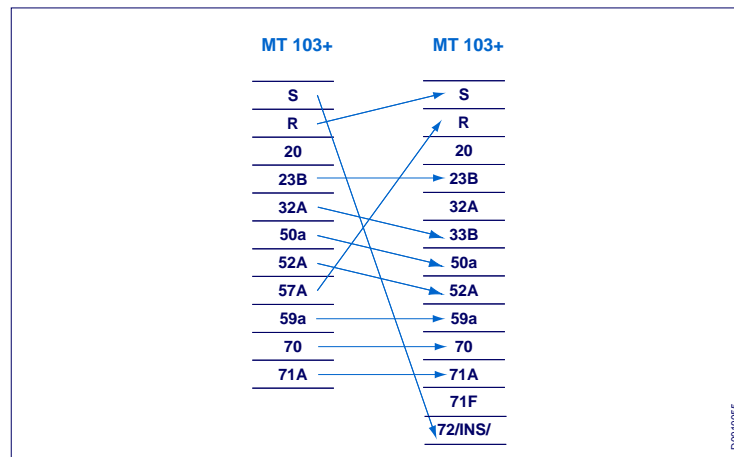 MT 103+ MT 103+
S S
R R
20 20
23B 23B
32A 32A
50a 33B
52A 50a
57A 52A
59a 59a
70 70
71A 71A
71F
72/INS/